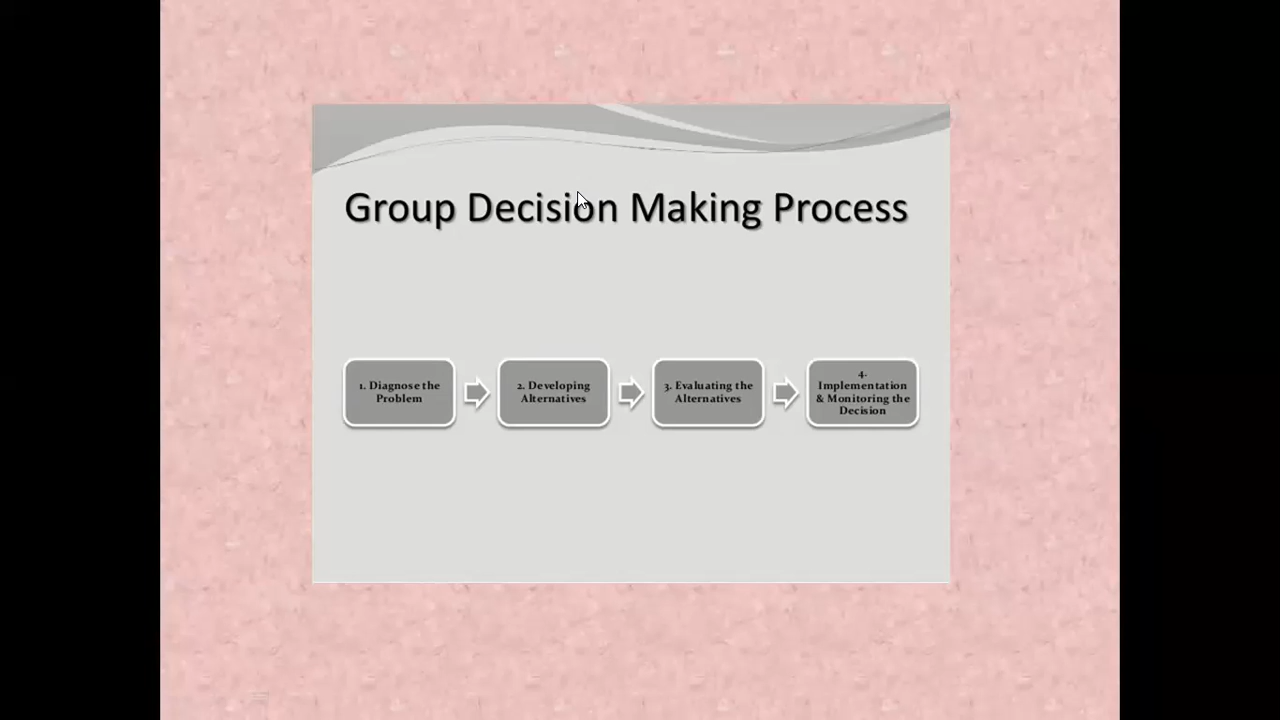 Group Decision Making Process
1. Diagnose the
Problem
2. Developing
Alternatives
3. Evaluating the
Alternatives
4.
Implementation
& Monitoring the
Decision